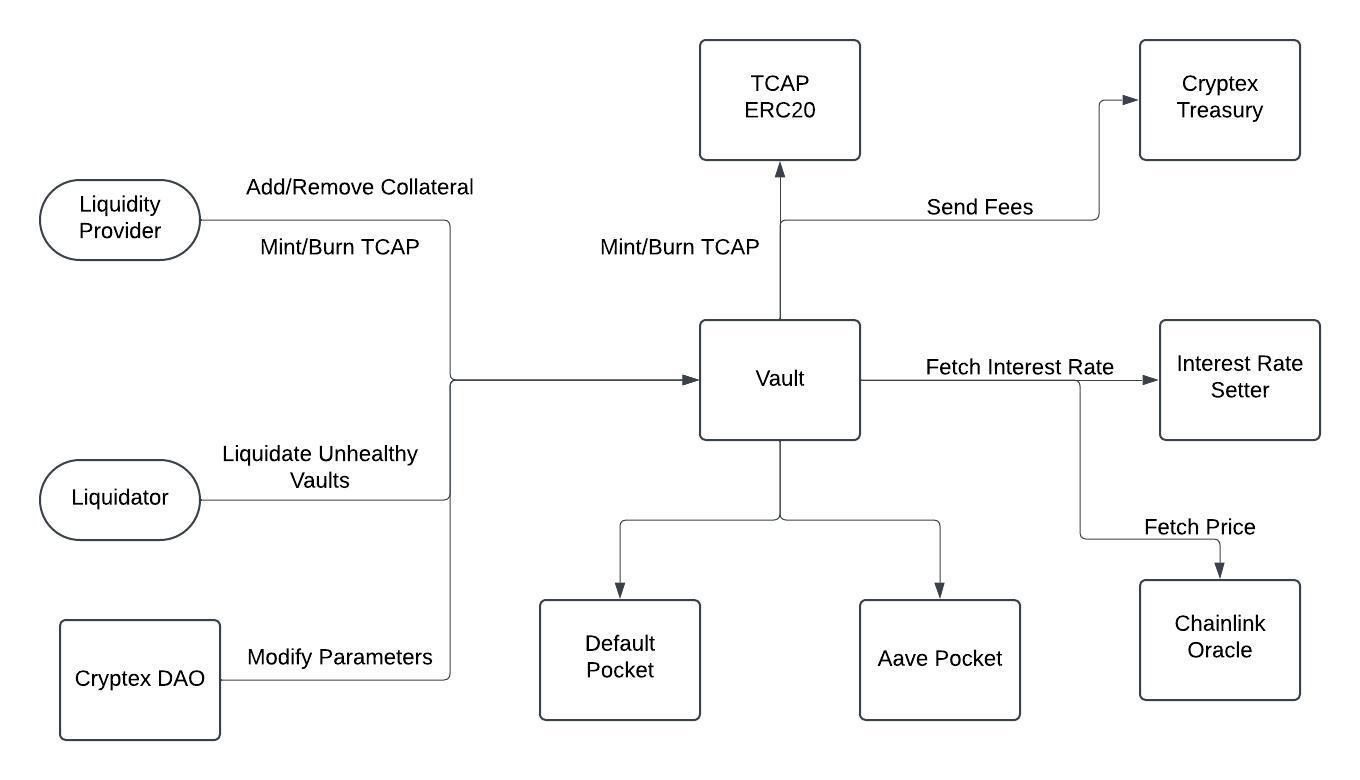 TCAP
ERC20
Cryptex
Treasury
Add/Remove Collateral
Liquidity
Provider
Send Fees
Mint/Burn TCAP
Mint/Burn TCAP
Vault
Fetch Interest Rate
Interest Rate
Setter
Liquidate Unhealthy
Vaults
Liquidator
Fetch Price
Modify Parameters
Cryptex DAO
Default
Pocket
Aave Pocket
Chainlink
Oracle